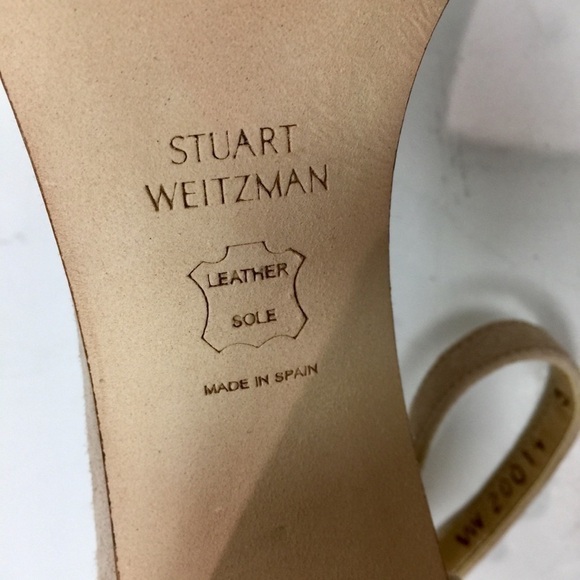 STUART
WEITZMAN
LEATHER
SOLE
MADE IN SPAIN